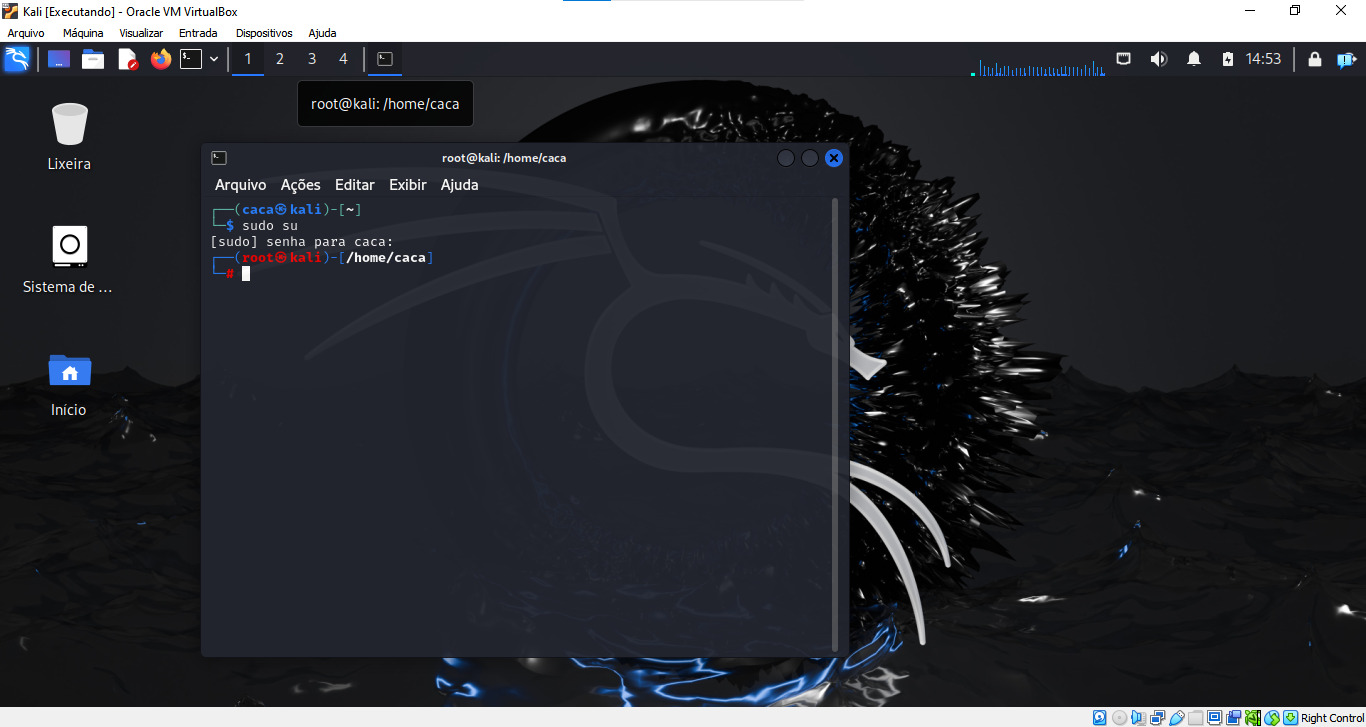 Kali [Executando] - Oracle VM VirtualBox
Arquivo Máquina Visualizar Entrada Dispositivos Ajuda
1 2 3 4 14:53
root@kali: /home/caca
Lixeira
root@kali: /home/caca
Arquivo Ações Editar Exibir Ajuda
┌──(caca㉿kali)-[~]
└─$ sudo su
[sudo] senha para caca:
┌──(root㉿kali)-[/home/caca]
└─#
Sistema de ...
Início
Right Control